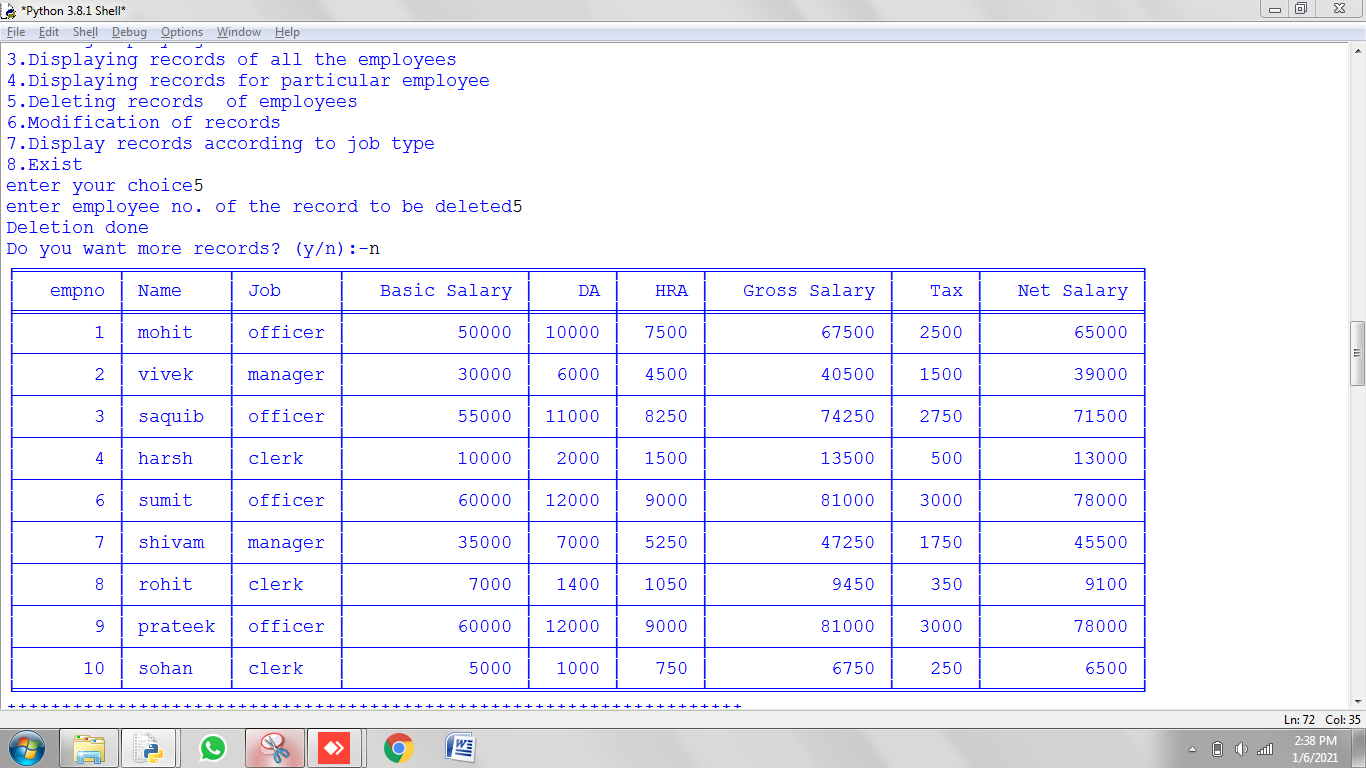 *Python 3.8.1 Shell*
File Edit Shell Debug Options Window Help
3.Displaying records of all the employees
4.Displaying records for particular employee
5.Deleting records  of employees
6.Modification of records
7.Display records according to job type
8.Exist
enter your choice5
enter employee no. of the record to be deleted5
Deletion done
Do you want more records? (y/n):-n
empno Name Job Basic Salary DA HRA Gross Salary Tax Net Salary
1 mohit officer 50000 10000 7500 67500 2500 65000
2 vivek manager 30000 6000 4500 40500 1500 39000
3 saquib officer 55000 11000 8250 74250 2750 71500
4 harsh clerk 10000 2000 1500 13500 500 13000
6 sumit officer 60000 12000 9000 81000 3000 78000
7 shivam manager 35000 7000 5250 47250 1750 45500
8 rohit clerk 7000 1400 1050 9450 350 9100
9 prateek officer 60000 12000 9000 81000 3000 78000
10 sohan clerk 5000 1000 750 6750 250 6500
Ln: 72 Col: 35
2:38 PM
1/6/2021